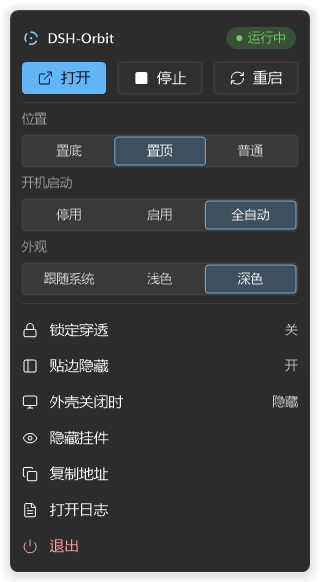 DSH-Orbit 运行中
打开 停止 重启
位置
置底 置顶 普通
开机启动
停用 启用 全自动
外观
跟随系统 浅色 深色
锁定穿透 关
贴边隐藏 开
外壳关闭时 隐藏
隐藏挂件
复制地址
打开日志
退出